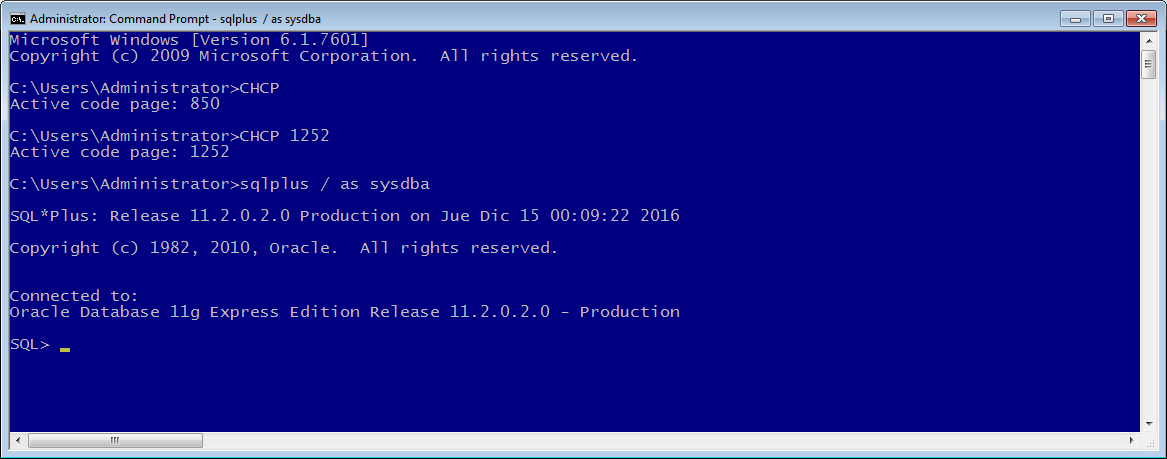 Administrator: Command Prompt - sqlplus / as sysdba
Microsoft Windows [Version 6.1.7601]
Copyright (c) 2009 Microsoft Corporation.  All rights reserved.
C:\Users\Administrator>CHCP
Active code page: 850
C:\Users\Administrator>CHCP 1252
Active code page: 1252
C:\Users\Administrator>sqlplus / as sysdba
SQL*Plus: Release 11.2.0.2.0 Production on Jue Dic 15 00:09:22 2016
Copyright (c) 1982, 2010, Oracle.  All rights reserved.
Connected to:
Oracle Database 11g Express Edition Release 11.2.0.2.0 - Production
SQL>